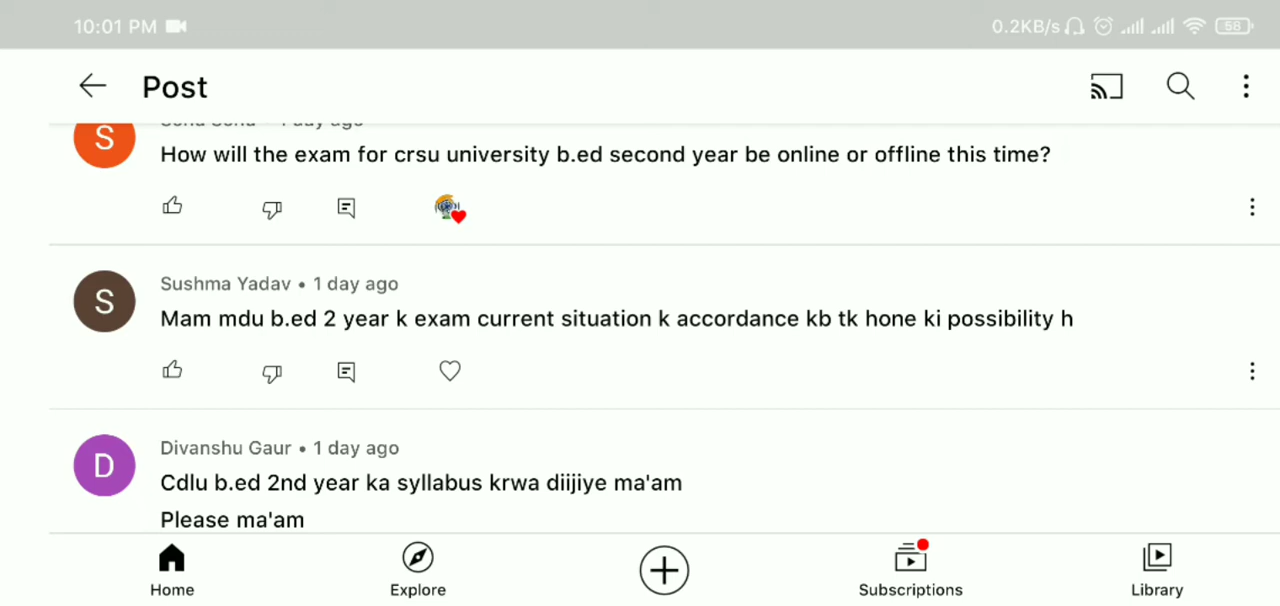 10:01 PM
0.2KB/s
58
Post
How will the exam for crsu university b.ed second year be online or offline this time?
Sushma Yadav • 1 day ago
Mam mdu b.ed 2 year k exam current situation k accordance kb tk hone ki possibility h
Divanshu Gaur • 1 day ago
Cdlu b.ed 2nd year ka syllabus krwa diijiye ma'am
Please ma'am
Home
Explore
Subscriptions
Library
S
S
D